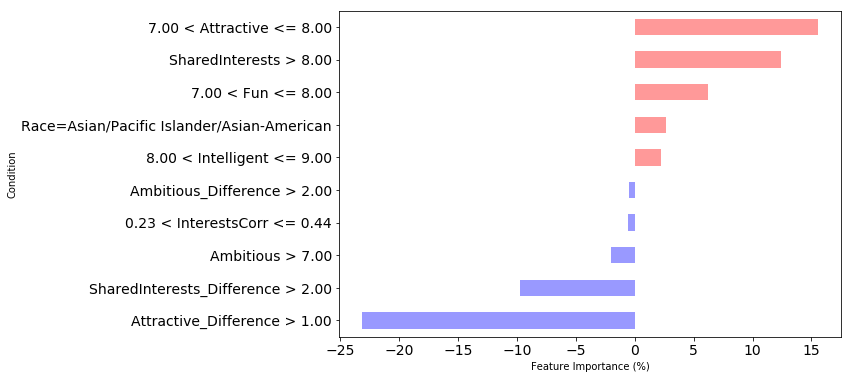 7.00 < Attractive <= 8.00
SharedInterests > 8.00
7.00 < Fun <= 8.00
Race=Asian/Pacific Islander/Asian-American
8.00 < Intelligent <= 9.00
Ambitious_Difference > 2.00
0.23 < InterestsCorr <= 0.44
Ambitious > 7.00
SharedInterests_Difference > 2.00
Attractive_Difference > 1.00
Condition
−25 −20 −15 −10 −5 0 5 10 15
Feature Importance (%)